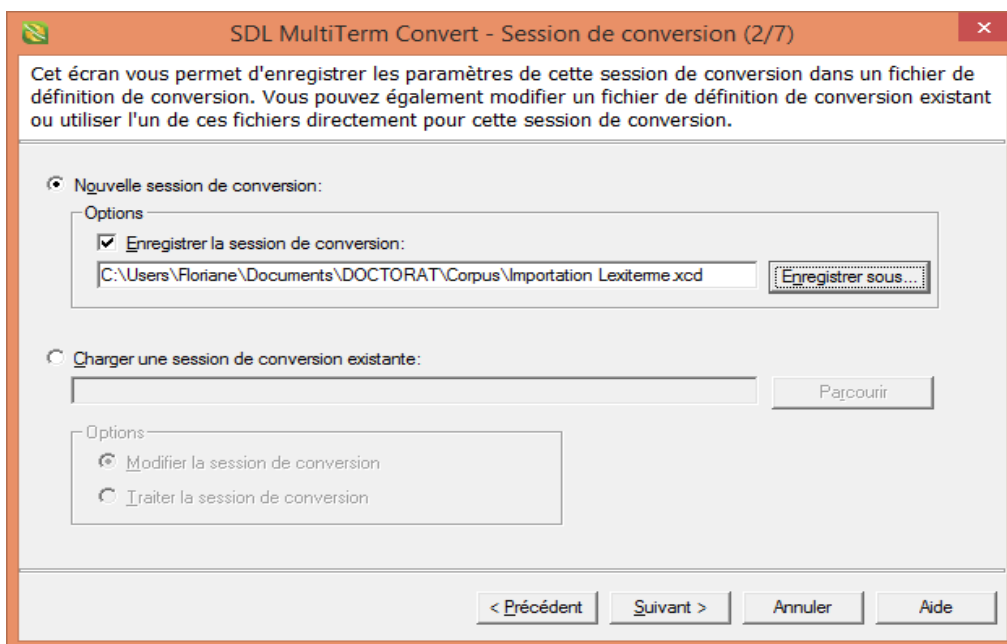 SDL MultiTerm Convert - Session de conversion (2/7)
Cet écran vous permet d'enregistrer les paramètres de cette session de conversion dans un fichier de
définition de conversion. Vous pouvez également modifier un fichier de définition de conversion existant
ou utiliser l'un de ces fichiers directement pour cette session de conversion.
Nouvelle session de conversion:
Options
Enregistrer la session de conversion:
C:\Users\Floriane\Documents\DOCTORAT\Corpus\Importation Lexiterme.xcd Enregistrer sous...
Charger une session de conversion existante:
Parcourir
Options
Modifier la session de conversion
Traiter la session de conversion
< Précédent Suivant > Annuler Aide